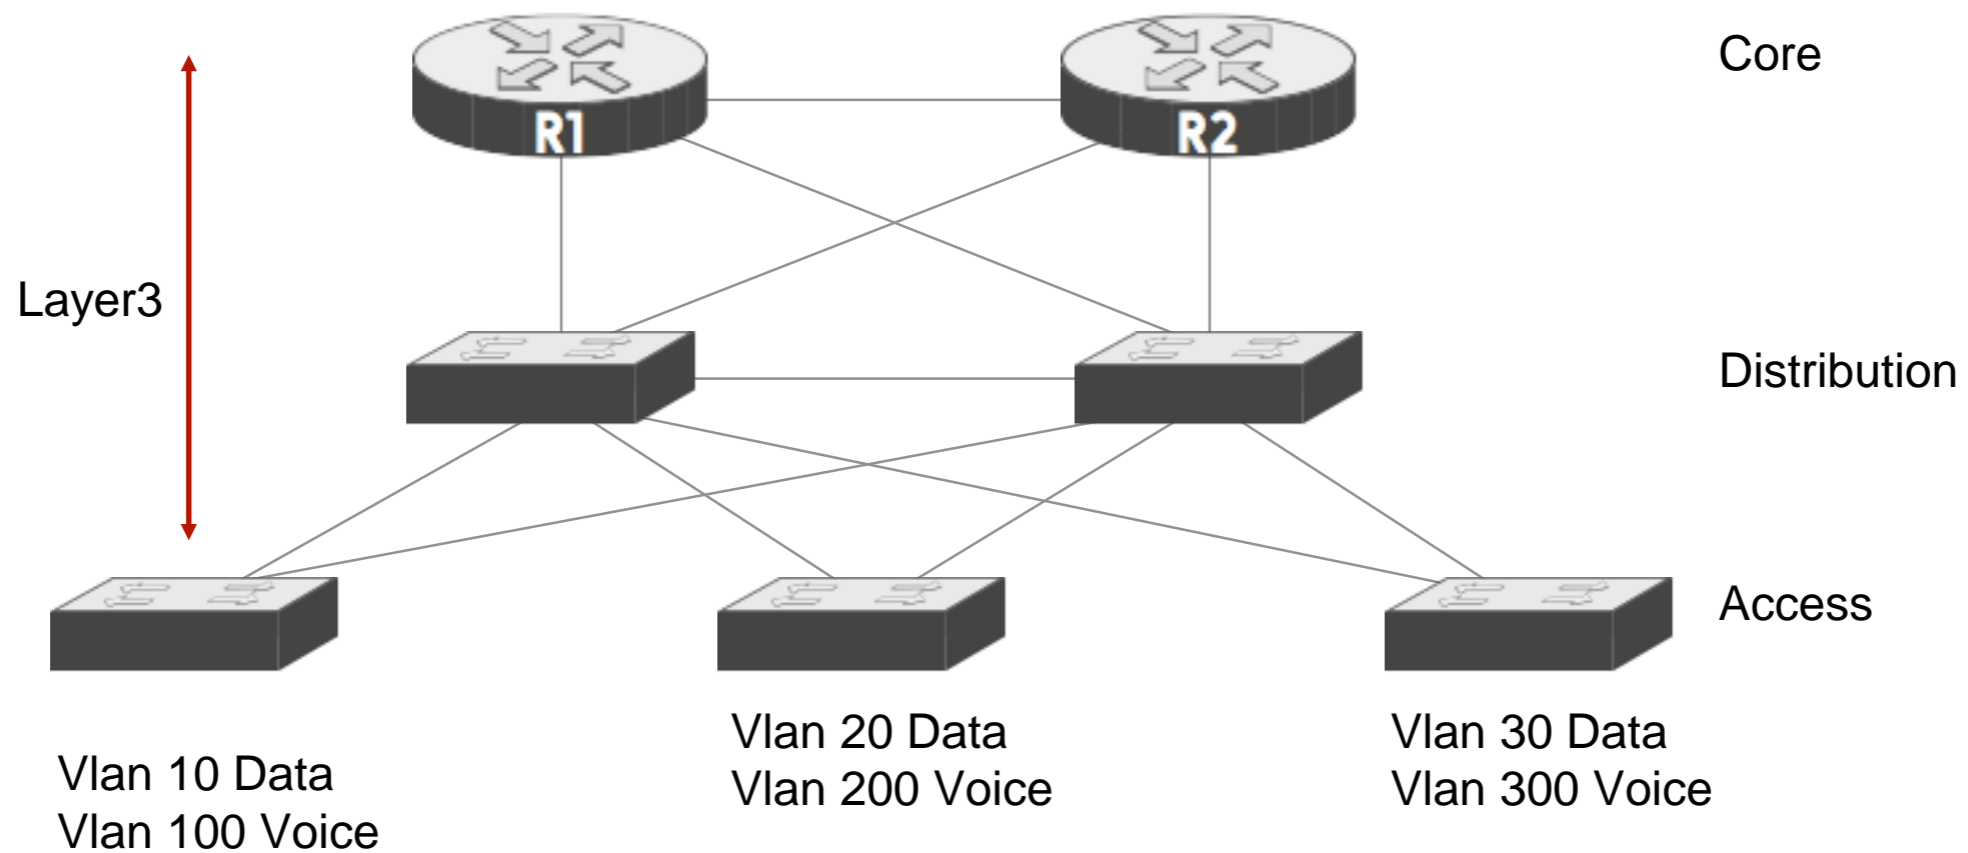 Core
R1
R2
Layer3
Distribution
Access
Vlan 10 Data
Vlan 100 Voice
Vlan 20 Data
Vlan 200 Voice
Vlan 30 Data
Vlan 300 Voice